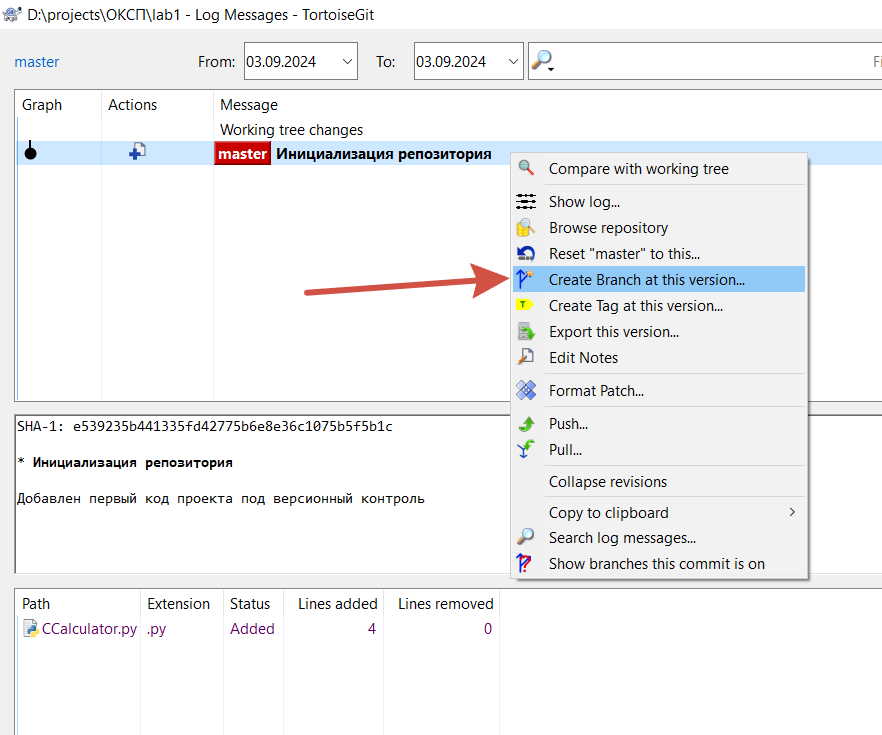 D:\projects\ОКСП\lab1 - Log Messages - TortoiseGit
master From: 03.09.2024 To: 03.09.2024
Graph Actions Message
Working tree changes
master Инициализация репозитория
Compare with working tree
Show log...
Browse repository
Reset "master" to this...
Create Branch at this version...
T Create Tag at this version...
Export this version...
Edit Notes
Format Patch...
Push...
Pull...
Collapse revisions
Copy to clipboard
Search log messages...
Show branches this commit is on
SHA-1: e539235b441335fd42775b6e8e36c1075b5f5b1c
* Инициализация репозитория
Добавлен первый код проекта под версионный контроль
Path Extension Status Lines added Lines removed
CCalculator.py .py Added 4 0